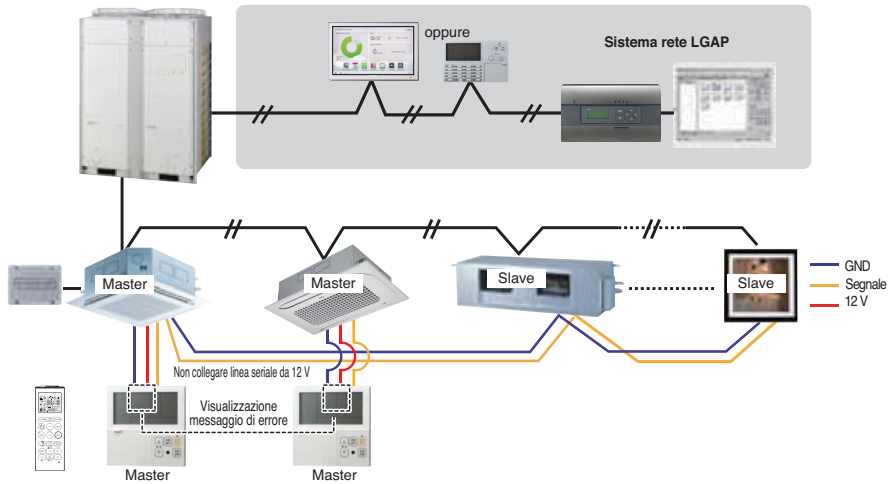 oppure
Sistema rete LGAP
Master
Master
Slave
Slave
GND
Segnale
12 V
Non collegare linea seriale da 12 V
Visualizzazione
messaggio di errore
Master
Master